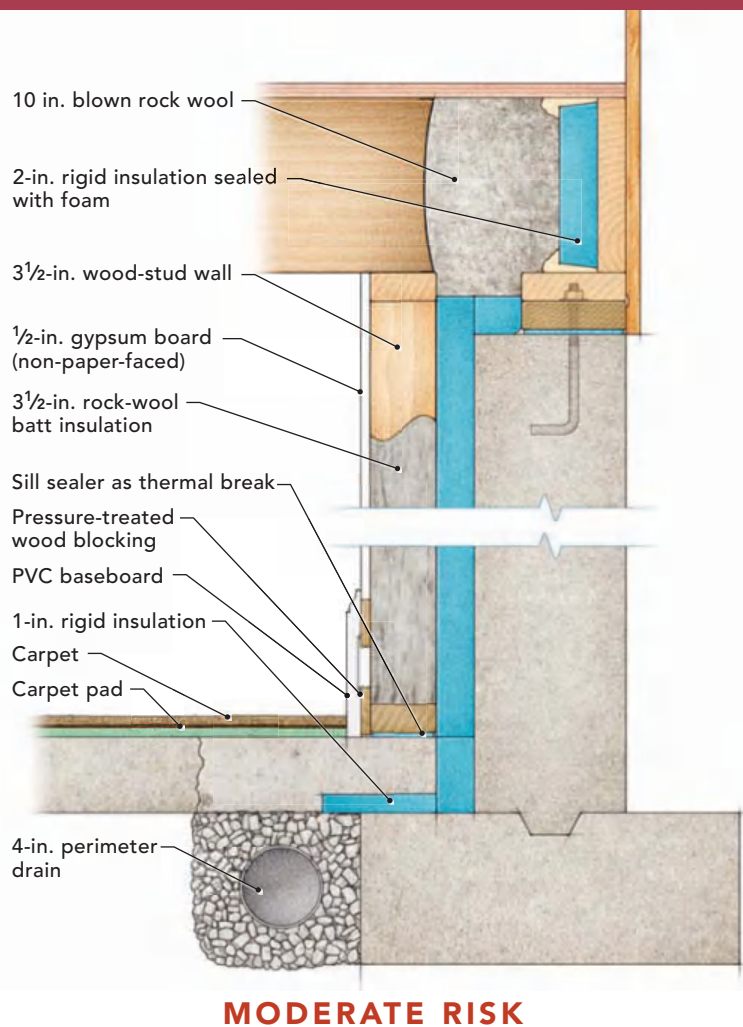 10 in. blown rock wool
2-in. rigid insulation sealed
with foam
3½-in. wood-stud wall
½-in. gypsum board
(non-paper-faced)
3½-in. rock-wool
batt insulation
Sill sealer as thermal break
Pressure-treated
wood blocking
PVC baseboard
1-in. rigid insulation
Carpet
Carpet pad
4-in. perimeter
drain
MODERATE RISK